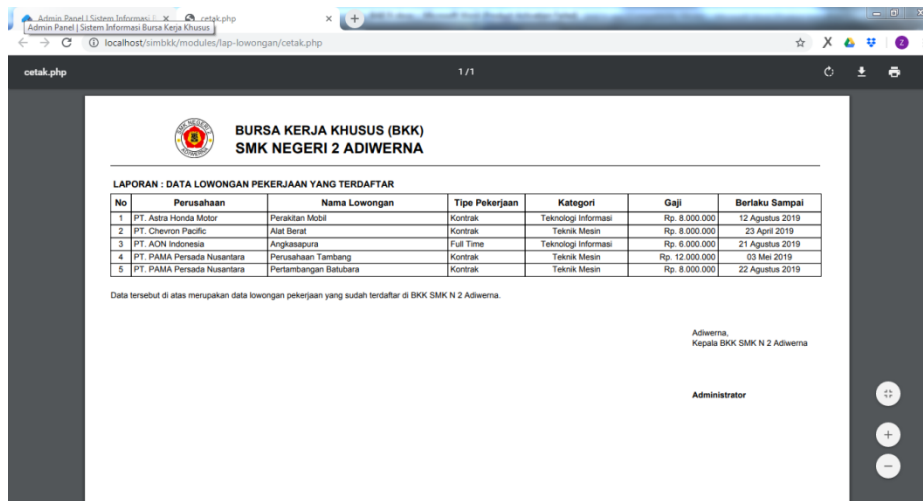 Admin Panel | Sistem Informasi
cetak.php
Admin Panel | Sistem Informasi Bursa Kerja Khusus
localhost/simbkk/modules/lap-lowongan/cetak.php
cetak.php
1/1
SMK NEGERI 2
ADIWERNA
BURSA KERJA KHUSUS (BKK)
SMK NEGERI 2 ADIWERNA
LAPORAN : DATA LOWONGAN PEKERJAAN YANG TERDAFTAR
No Perusahaan Nama Lowongan Tipe Pekerjaan Kategori Gaji Berlaku Sampai
1 PT. Astra Honda Motor Perakitan Mobil Kontrak Teknologi Informasi Rp. 8.000.000 12 Agustus 2019
2 PT. Chevron Pacific Alat Berat Kontrak Teknik Mesin Rp. 8.000.000 23 April 2019
3 PT. AON Indonesia Angkasapura Full Time Teknologi Informasi Rp. 6.000.000 21 Agustus 2019
4 PT. PAMA Persada Nusantara Perusahaan Tambang Kontrak Teknik Mesin Rp. 12.000.000 03 Mei 2019
5 PT. PAMA Persada Nusantara Pertambangan Batubara Kontrak Teknik Mesin Rp. 8.000.000 22 Agustus 2019
Data tersebut di atas merupakan data lowongan pekerjaan yang sudah terdaftar di BKK SMK N 2 Adiwerna.
Adiwerna,
Kepala BKK SMK N 2 Adiwerna
Administrator